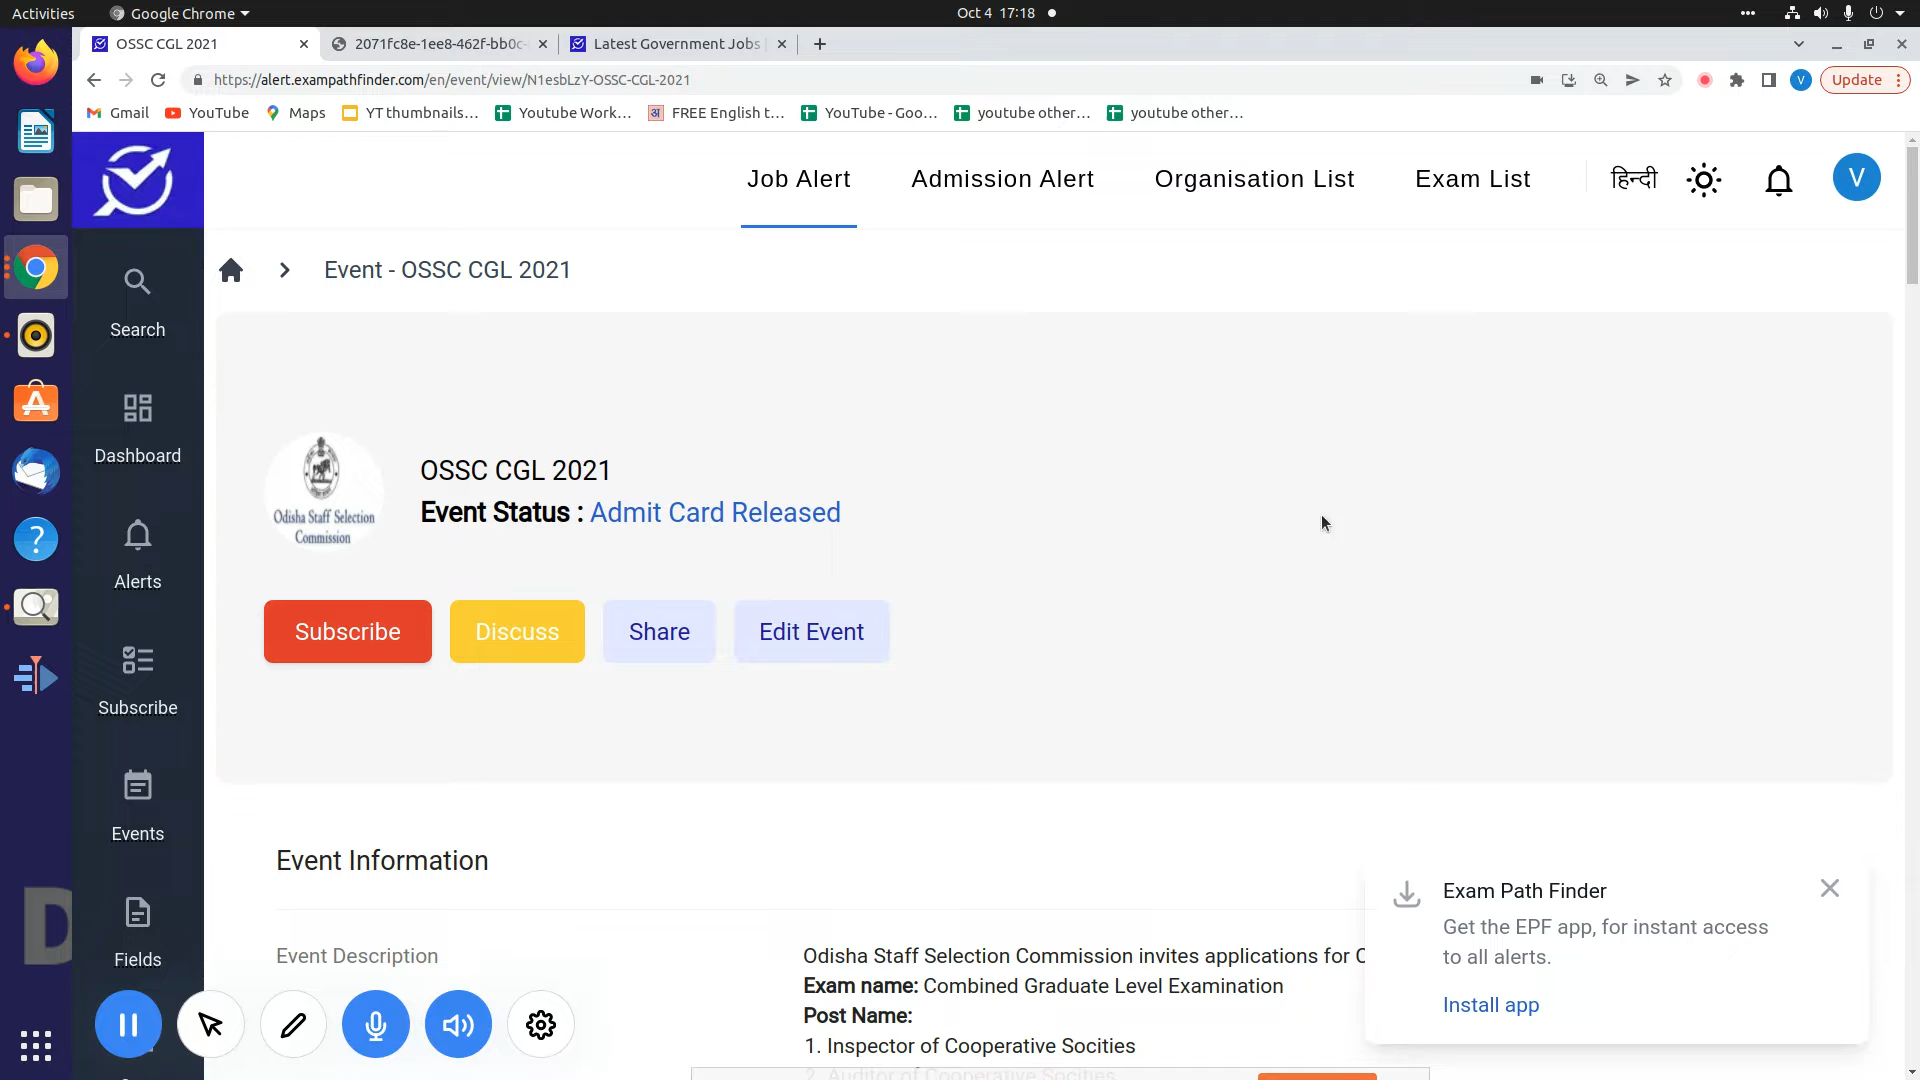 Activities
Google Chrome
Oct 4 17:18
OSSC CGL 2021
2071fc8e-1ee8-462f-bb0c-
Latest Government Jobs
https://alert.exampathfinder.com/en/event/view/N1esbLzY-OSSC-CGL-2021
V
Update
Gmail
YouTube
Maps
YT thumbnails...
Youtube Work...
FREE English t...
YouTube - Goo...
youtube other...
youtube other...
Job Alert
Admission Alert
Organisation List
Exam List
हिन्दी
V
Event - OSSC CGL 2021
Search
Dashboard
Alerts
Subscribe
Events
Fields
Odisha Staff Selection
Commission
OSSC CGL 2021
Event Status : Admit Card Released
Subscribe
Discuss
Share
Edit Event
Event Information
Event Description
Odisha Staff Selection Commission invites applications for
Exam name: Combined Graduate Level Examination
Post Name:
1. Inspector of Cooperative Socities
2. Auditor of Cooperative Socities
Exam Path Finder
Get the EPF app, for instant access
to all alerts.
Install app